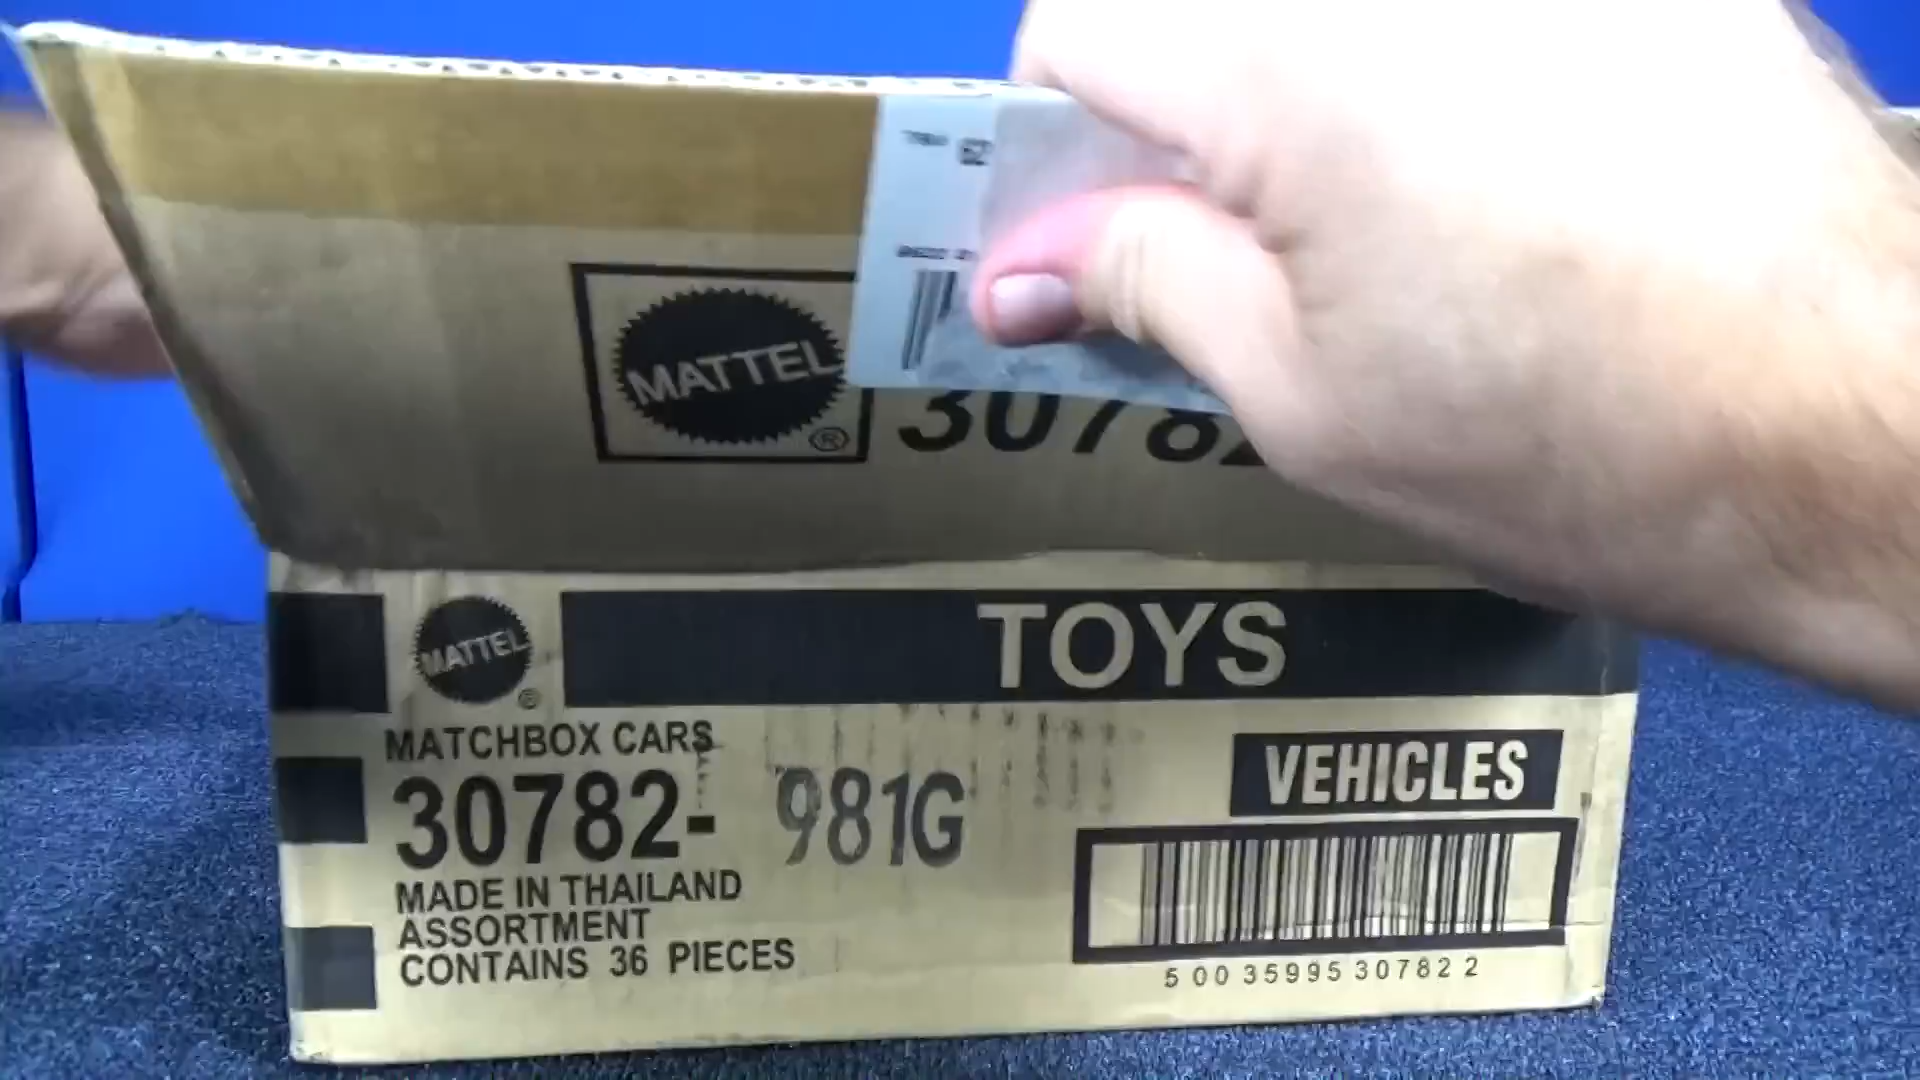 MATTEL
®
3078
MATTEL
®
TOYS
MATCHBOX CARS
30782- 981G
MADE IN THAILAND
ASSORTMENT
CONTAINS 36 PIECES
VEHICLES
5 00 35995 30782 2